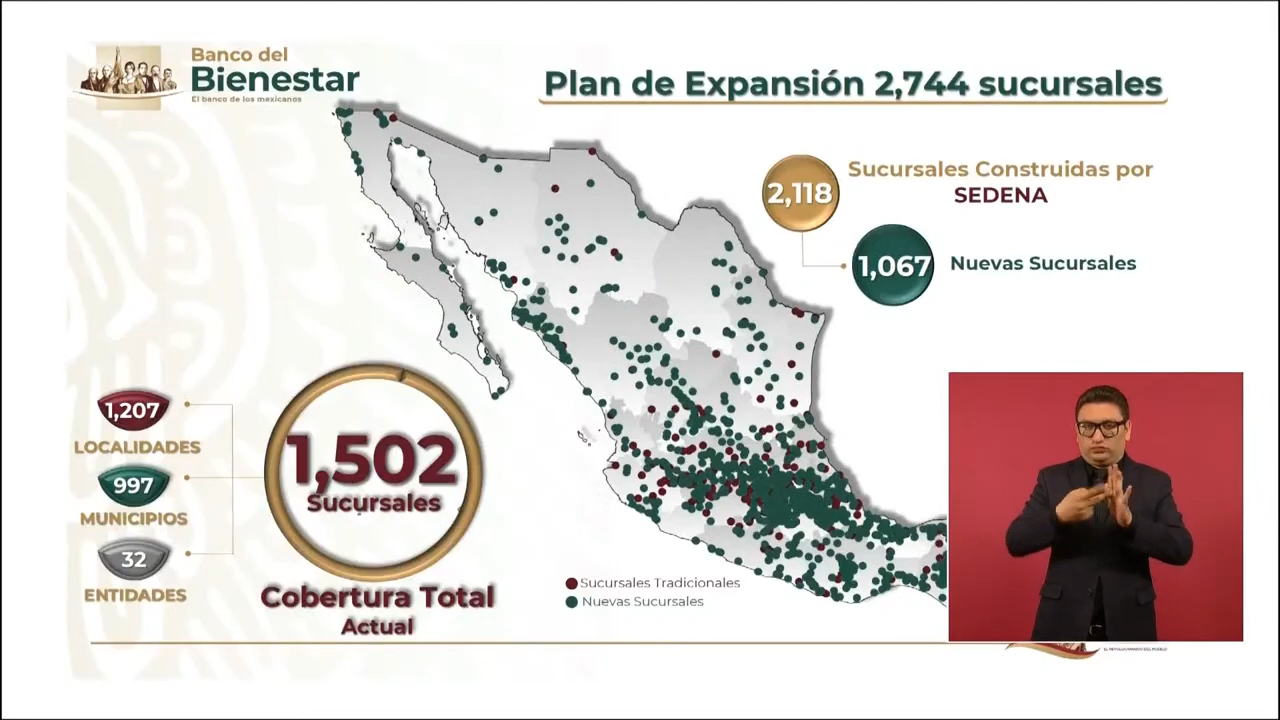 Banco del
Bienestar
El banco de los mexicanos
Plan de Expansión 2,744 sucursales
2,118
Sucursales Construidas por
SEDENA
1,067
Nuevas Sucursales
1,207
LOCALIDADES
997
MUNICIPIOS
32
ENTIDADES
1,502
Sucursales
Cobertura Total
Actual
Sucursales Tradicionales
Nuevas Sucursales